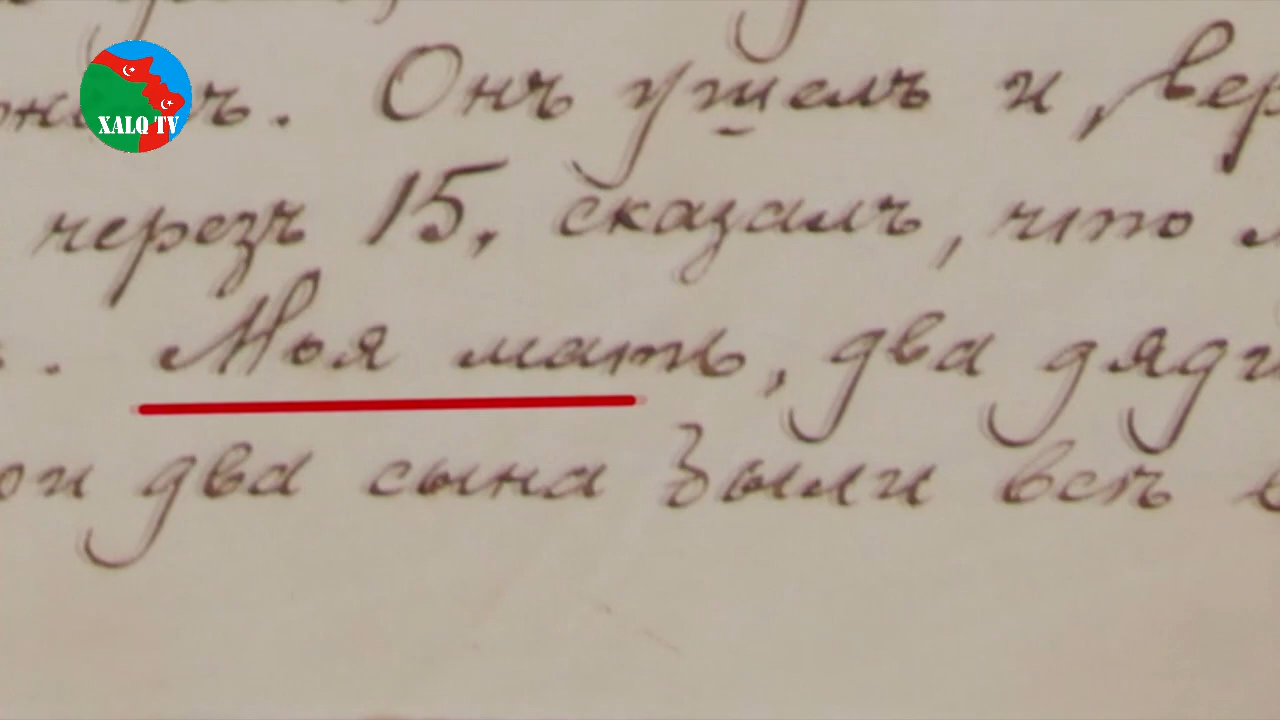 XALQ TV
Онъ ушелъ и вер
черезъ 15, сказалъ, что
Моя мать, два дяди
два сына были всѣ